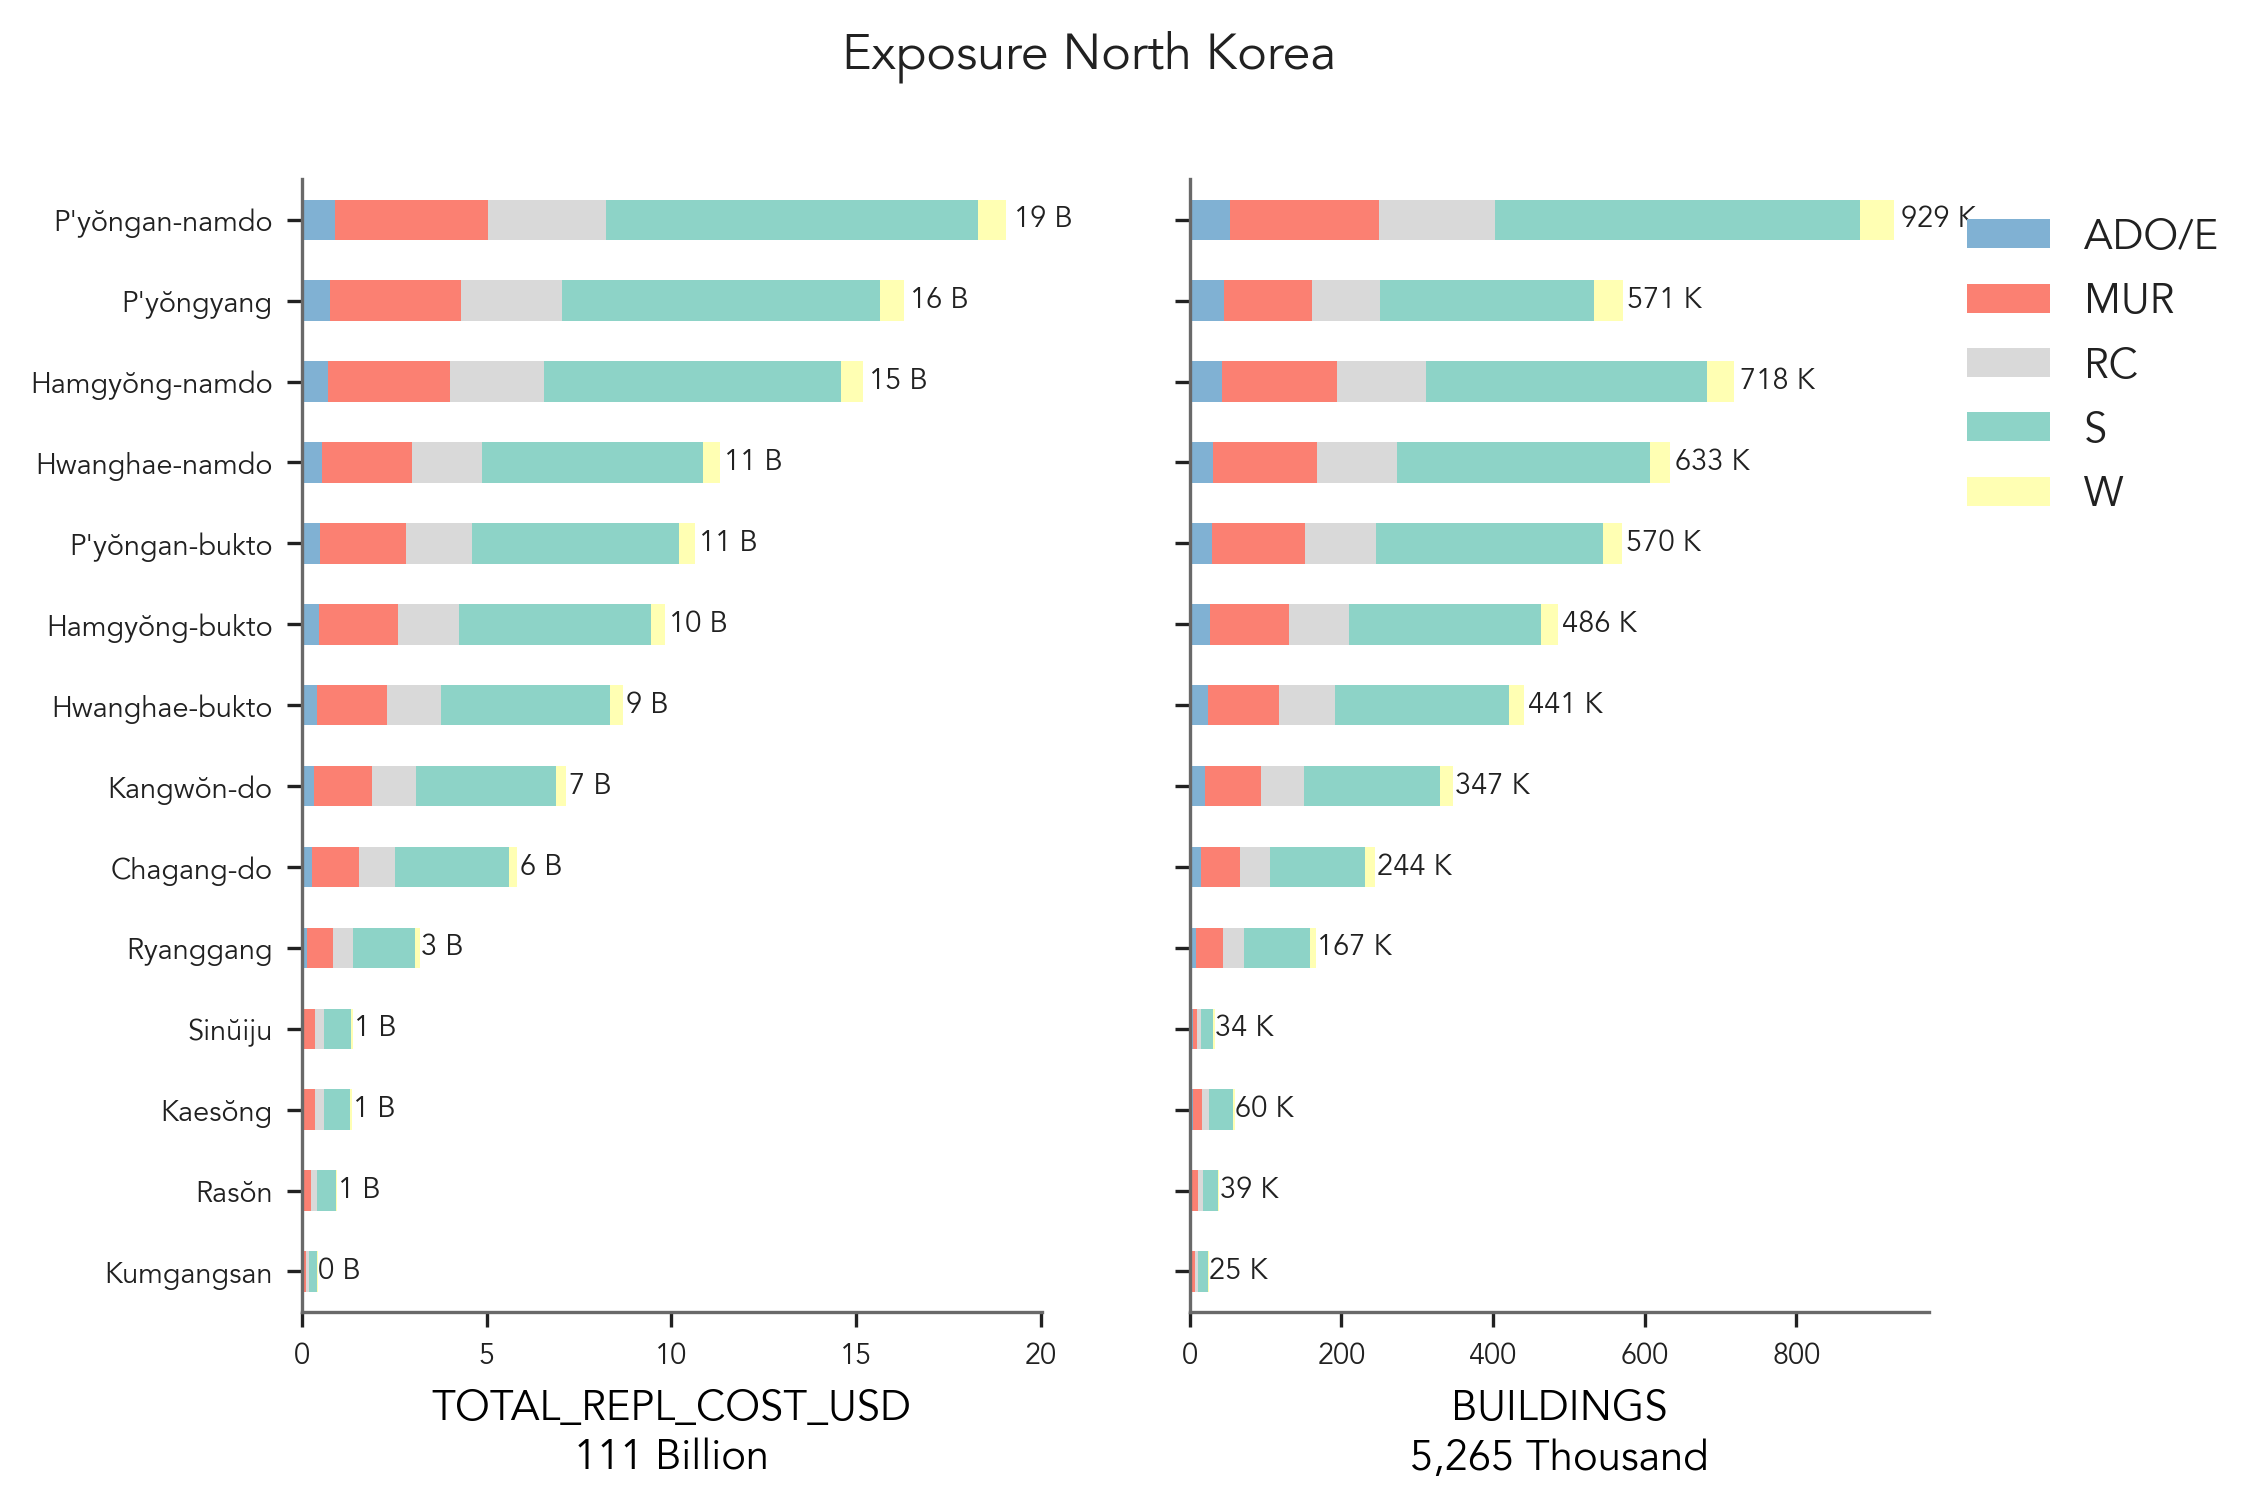 Exposure North Korea
P'yŏngan-namdo
P'yŏngyang
Hamgyŏng-namdo
Hwanghae-namdo
P'yŏngan-bukto
Hamgyŏng-bukto
Hwanghae-bukto
Kangwŏn-do
Chagang-do
Ryanggang
Sinŭiju
Kaesŏng
Rasŏn
Kumgangsan
19 B
16 B
15 B
11 B
11 B
10 B
9 B
7 B
6 B
3 B
1 B
1 B
1 B
0 B
0 5 10 15 20
TOTAL_REPL_COST_USD
111 Billion
929 K
571 K
718 K
633 K
570 K
486 K
441 K
347 K
244 K
167 K
34 K
60 K
39 K
25 K
0 200 400 600 800
BUILDINGS
5,265 Thousand
ADO/E
MUR
RC
S
W